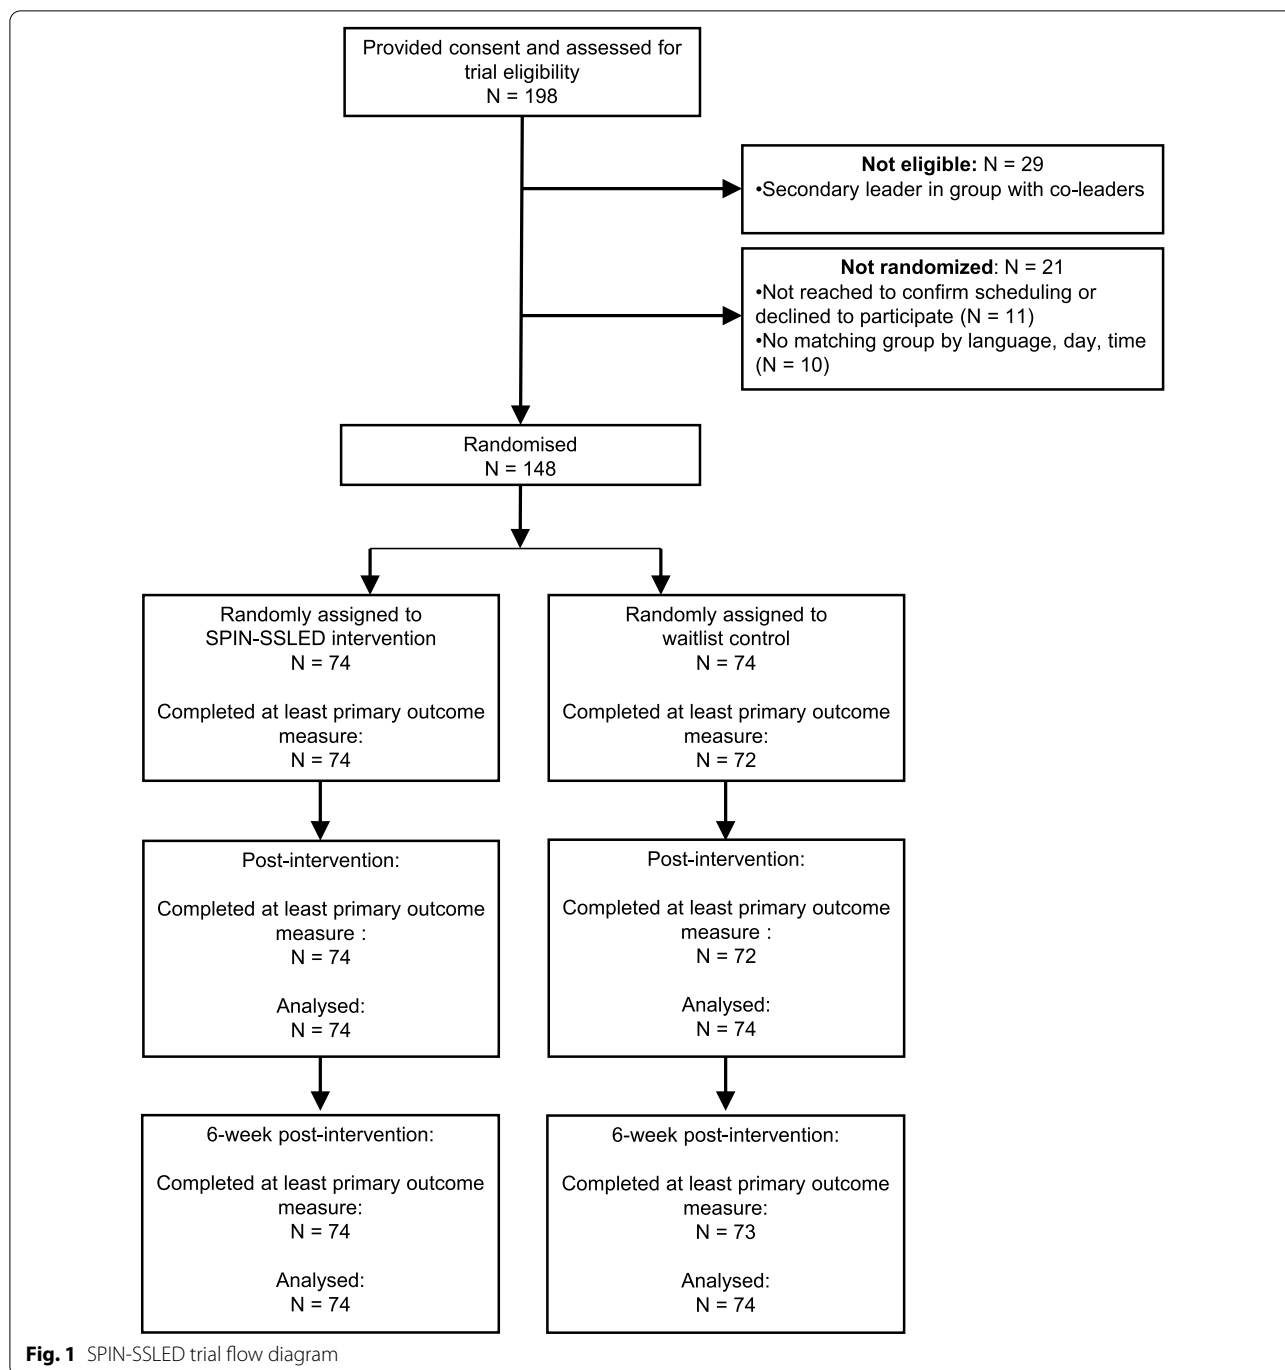 Provided consent and assessed for
trial eligibility
N = 198
Not eligible: N = 29
•Secondary leader in group with co-leaders
Not randomized: N = 21
•Not reached to confirm scheduling or
declined to participate (N = 11)
•No matching group by language, day, time
(N = 10)
Randomised
N = 148
Randomly assigned to
SPIN-SSLED intervention
N = 74
Completed at least primary outcome
measure:
N = 74
Randomly assigned to
waitlist control
N = 74
Completed at least primary outcome
measure:
N = 72
Post-intervention:
Completed at least primary outcome
measure :
N = 74
Analysed:
N = 74
Post-intervention:
Completed at least primary outcome
measure :
N = 72
Analysed:
N = 74
6-week post-intervention:
Completed at least primary outcome
measure:
N = 74
Analysed:
N = 74
6-week post-intervention:
Completed at least primary outcome
measure:
N = 73
Analysed:
N = 74
Fig. 1 SPIN-SSLED trial flow diagram